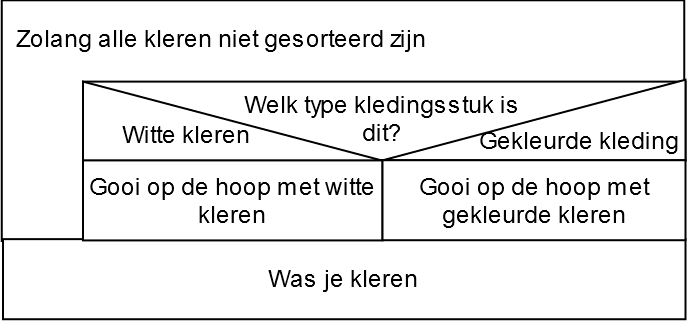 Zolang alle kleren niet gesorteerd zijn
Welk type kledingsstuk is
dit?
Witte kleren
Gekleurde kleding
Gooi op de hoop met witte
kleren
Gooi op de hoop met
gekleurde kleren
Was je kleren